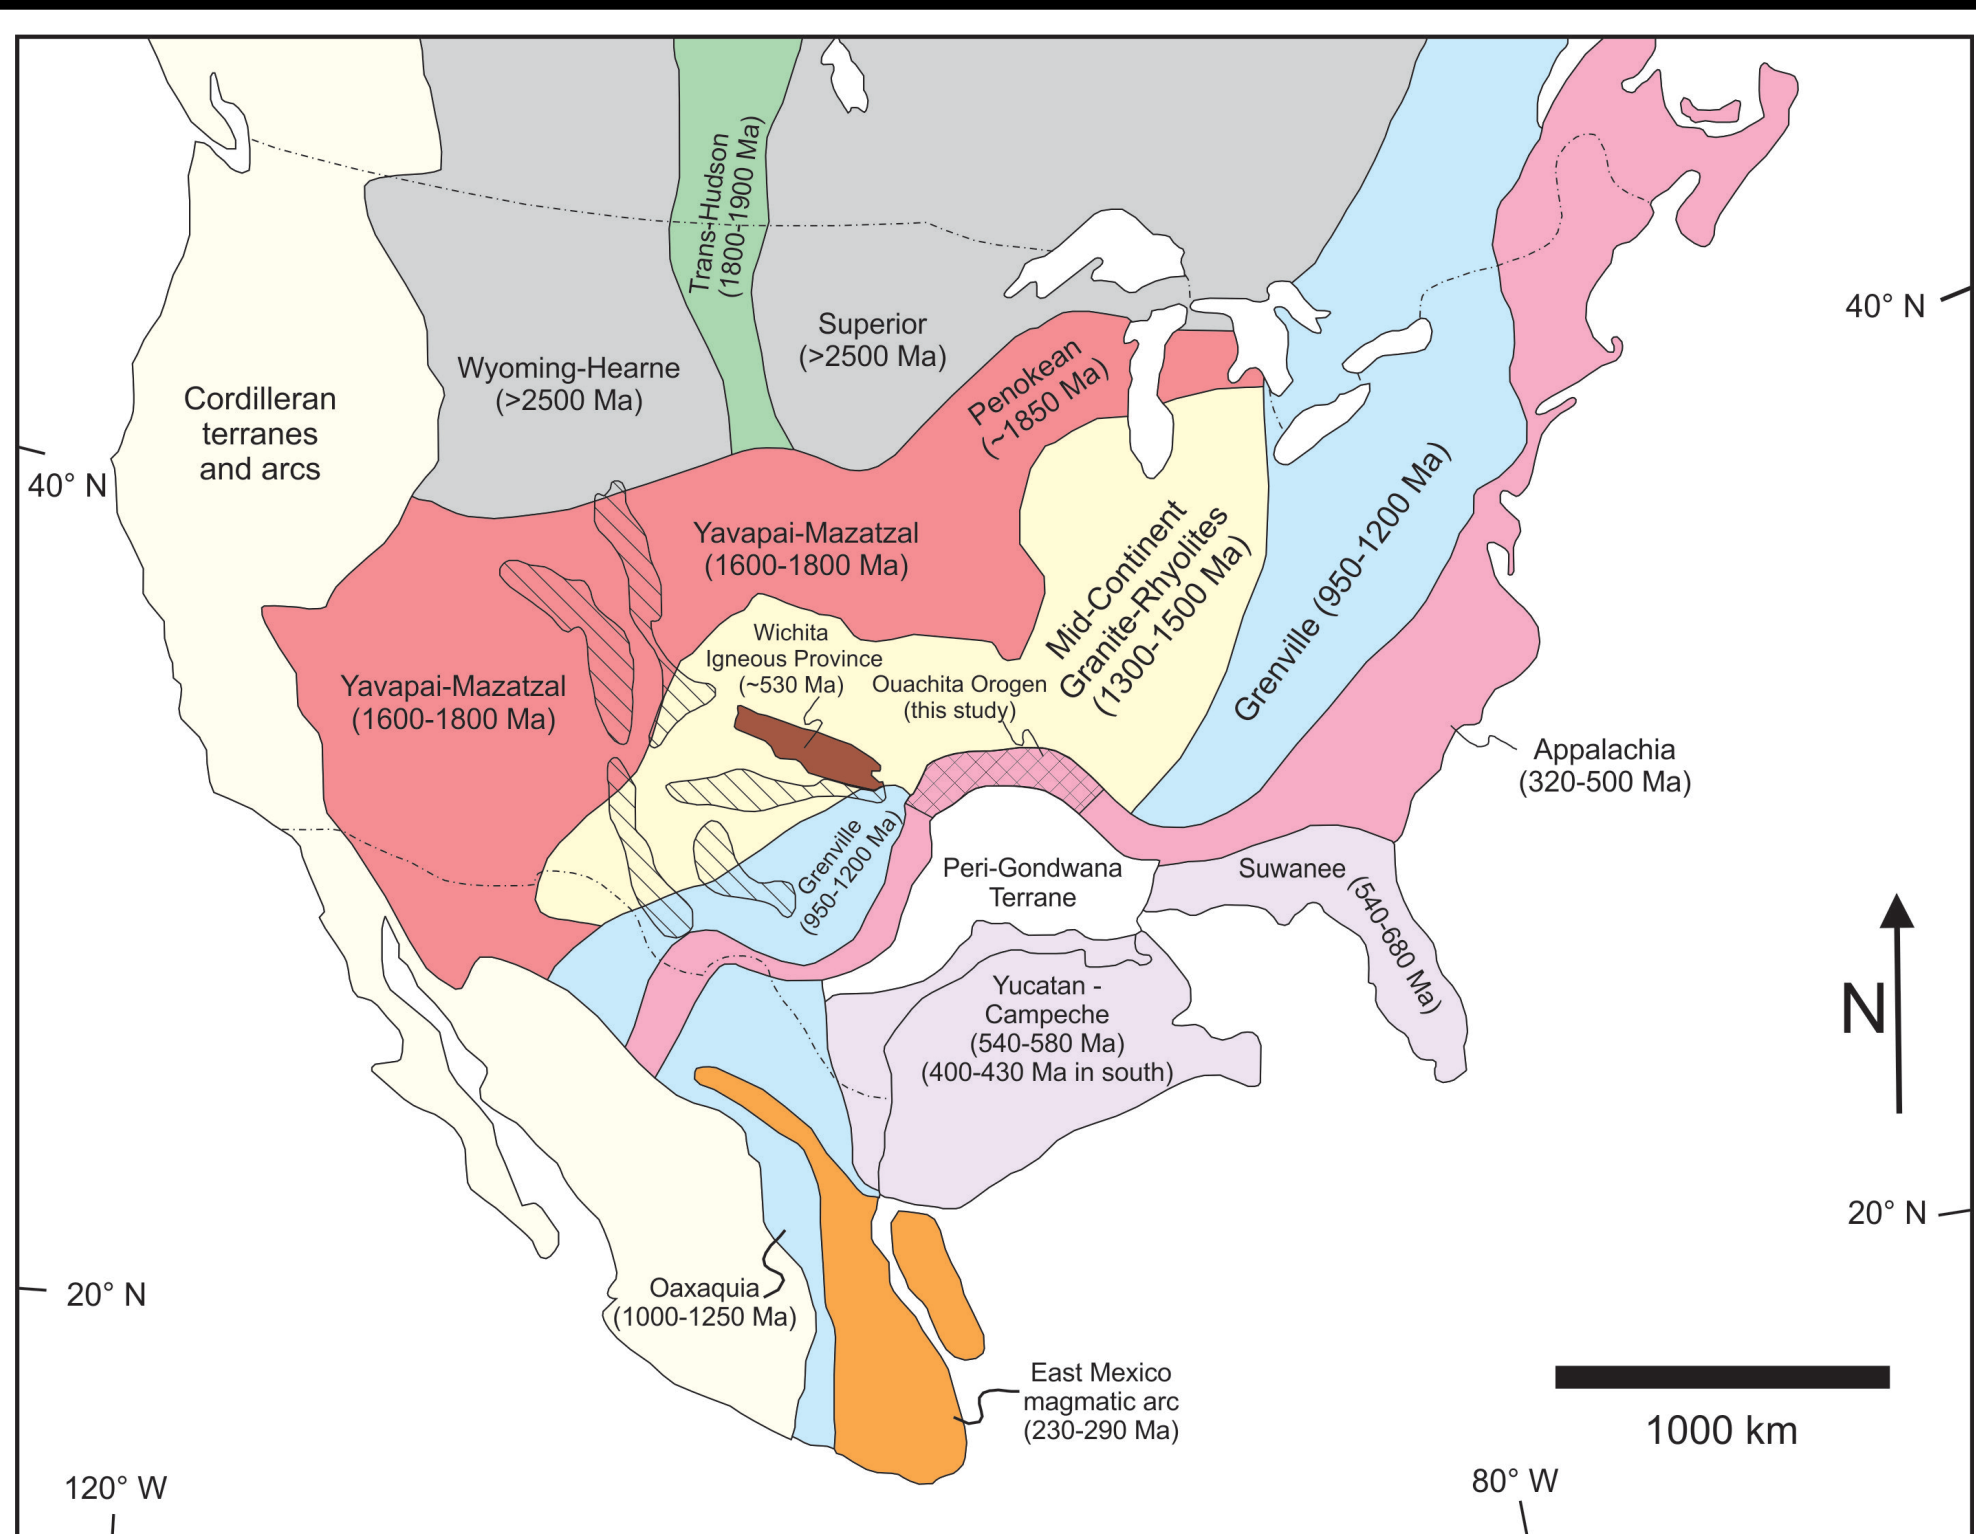 Trans-Hudson
(1800-1900 Ma)
40° N
Superior
(>2500 Ma)
Wyoming-Hearne
(>2500 Ma)
Penokean
(~1850 Ma)
Cordilleran
terranes
and arcs
40° N
Yavapai-Mazatzal
(1600-1800 Ma)
Mid-Continent
Granite-Rhyolites
(1300-1500 Ma)
Grenville (950-1200 Ma)
Wichita
Igneous Province
(~530 Ma)
Ouachita Orogen
(this study)
Yavapai-Mazatzal
(1600-1800 Ma)
Appalachia
(320-500 Ma)
Grenville
(950-1200 Ma)
Peri-Gondwana
Terrane
Suwanee
(540-680 Ma)
Yucatan -
Campeche
(540-580 Ma)
(400-430 Ma in south)
N
20° N
20° N
Oaxaquia
(1000-1250 Ma)
East Mexico
magmatic arc
(230-290 Ma)
1000 km
120° W
80° W